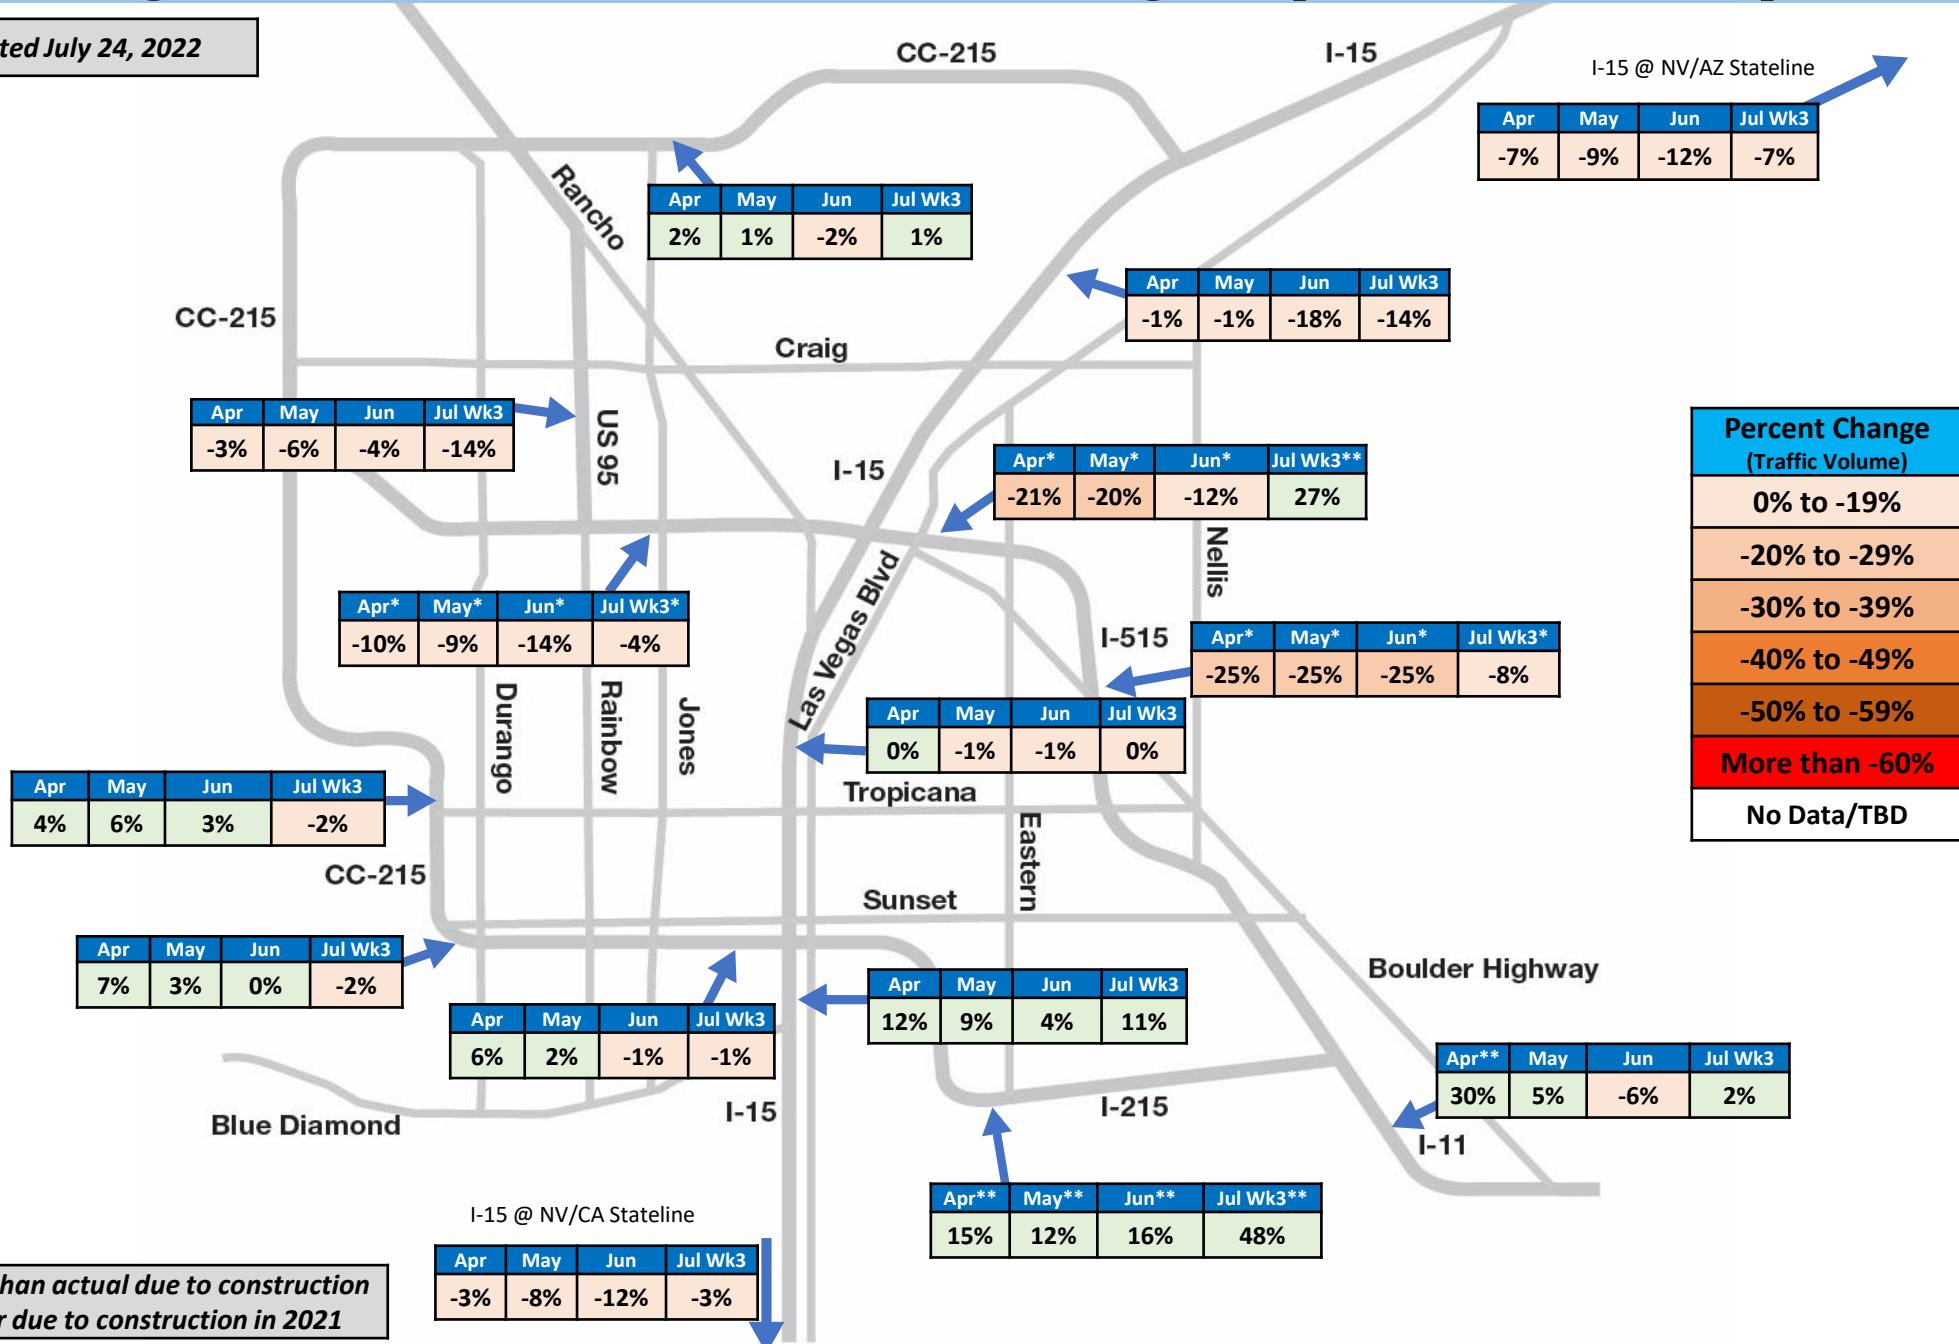 July 24, 2022
CC-215
I-15
I-15 @ NV/AZ Stateline
Apr May Jun Jul Wk3
-7% -9% -12% -7%
Rancho
Apr May Jun Jul Wk3
2% 1% -2% 1%
Apr May Jun Jul Wk3
-1% -1% -18% -14%
CC-215
Craig
Apr May Jun Jul Wk3
-3% -6% -4% -14%
US 95
I-15
Apr* May* Jun* Jul Wk3**
-21% -20% -12% 27%
Percent Change
(Traffic Volume)
0% to -19%
-20% to -29%
-30% to -39%
-40% to -49%
-50% to -59%
More than -60%
No Data/TBD
Nellis
Las Vegas Blvd
Apr* May* Jun* Jul Wk3*
-10% -9% -14% -4%
I-515
Apr* May* Jun* Jul Wk3*
-25% -25% -25% -8%
Durango
Rainbow
Jones
Apr May Jun Jul Wk3
0% -1% -1% 0%
Apr May Jun Jul Wk3
4% 6% 3% -2%
Tropicana
Eastern
CC-215
Sunset
Apr May Jun Jul Wk3
7% 3% 0% -2%
Boulder Highway
Apr May Jun Jul Wk3
12% 9% 4% 11%
Apr May Jun Jul Wk3
6% 2% -1% -1%
Apr** May Jun Jul Wk3
30% 5% -6% 2%
Blue Diamond
I-15
I-215
I-11
Apr** May** Jun** Jul Wk3**
15% 12% 16% 48%
I-15 @ NV/CA Stateline
Apr May Jun Jul Wk3
-3% -8% -12% -3%
than actual due to construction
due to construction in 2021